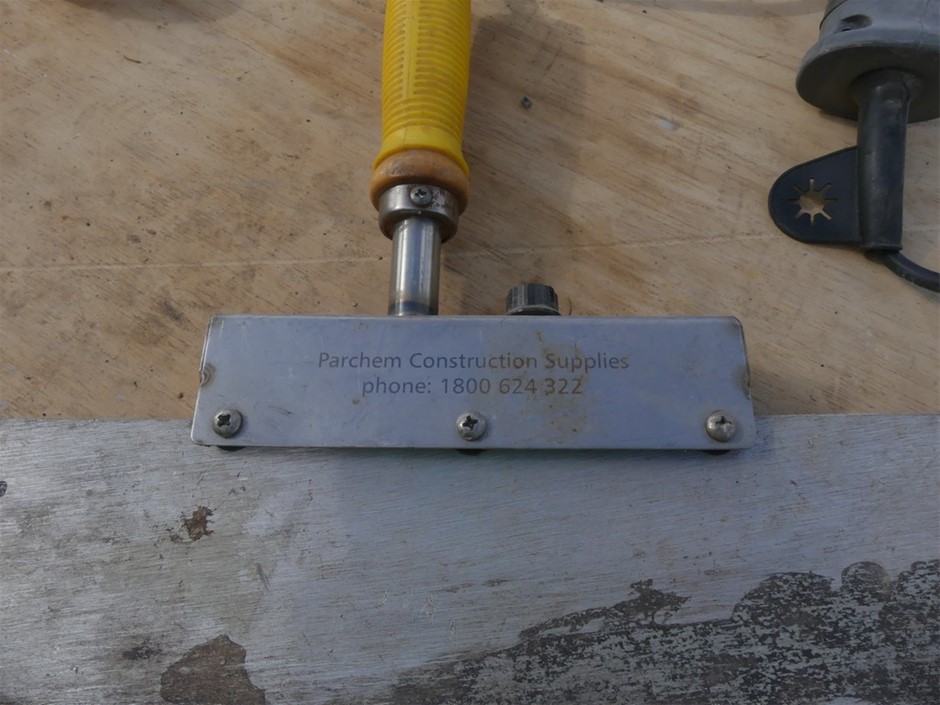 Parchem Construction Supplies
phone: 1800 624 322